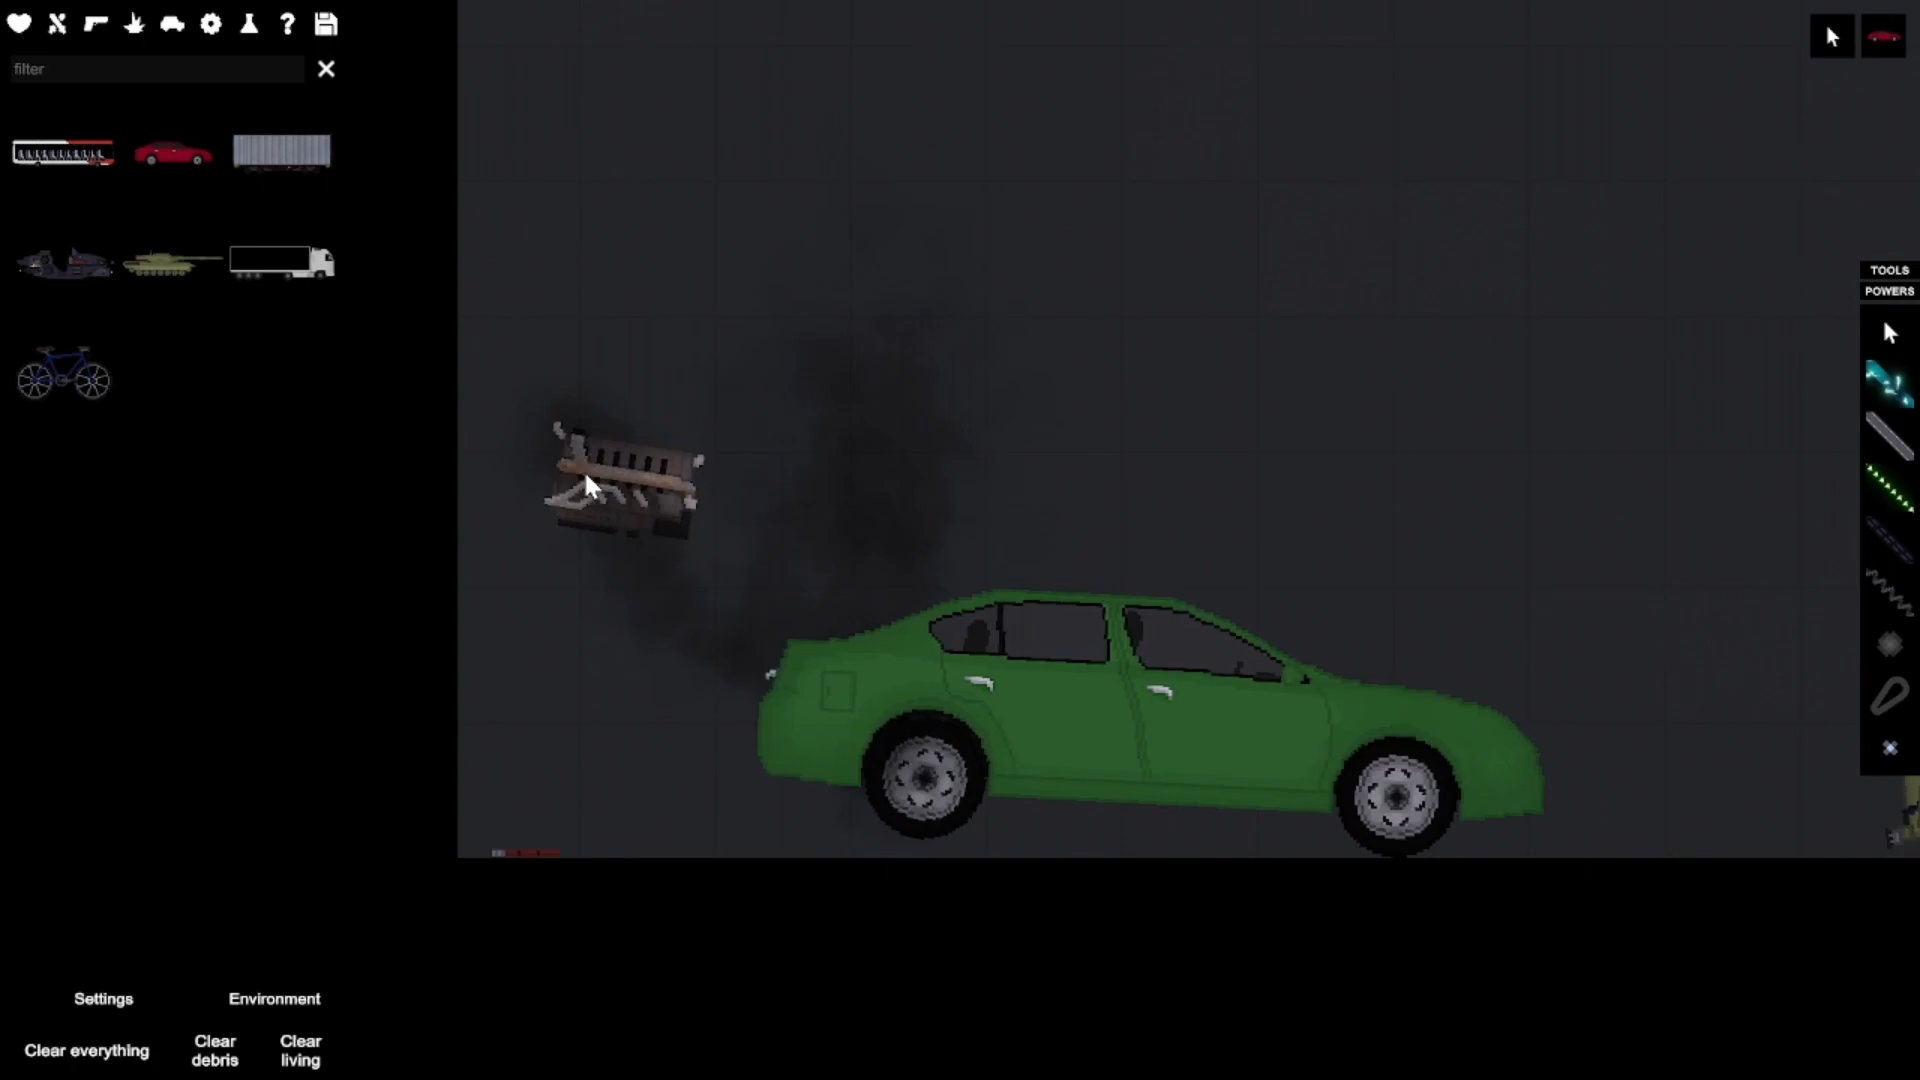 filter
TOOLS
POWERS
Settings
Environment
Clear everything
Clear
debris
Clear
living